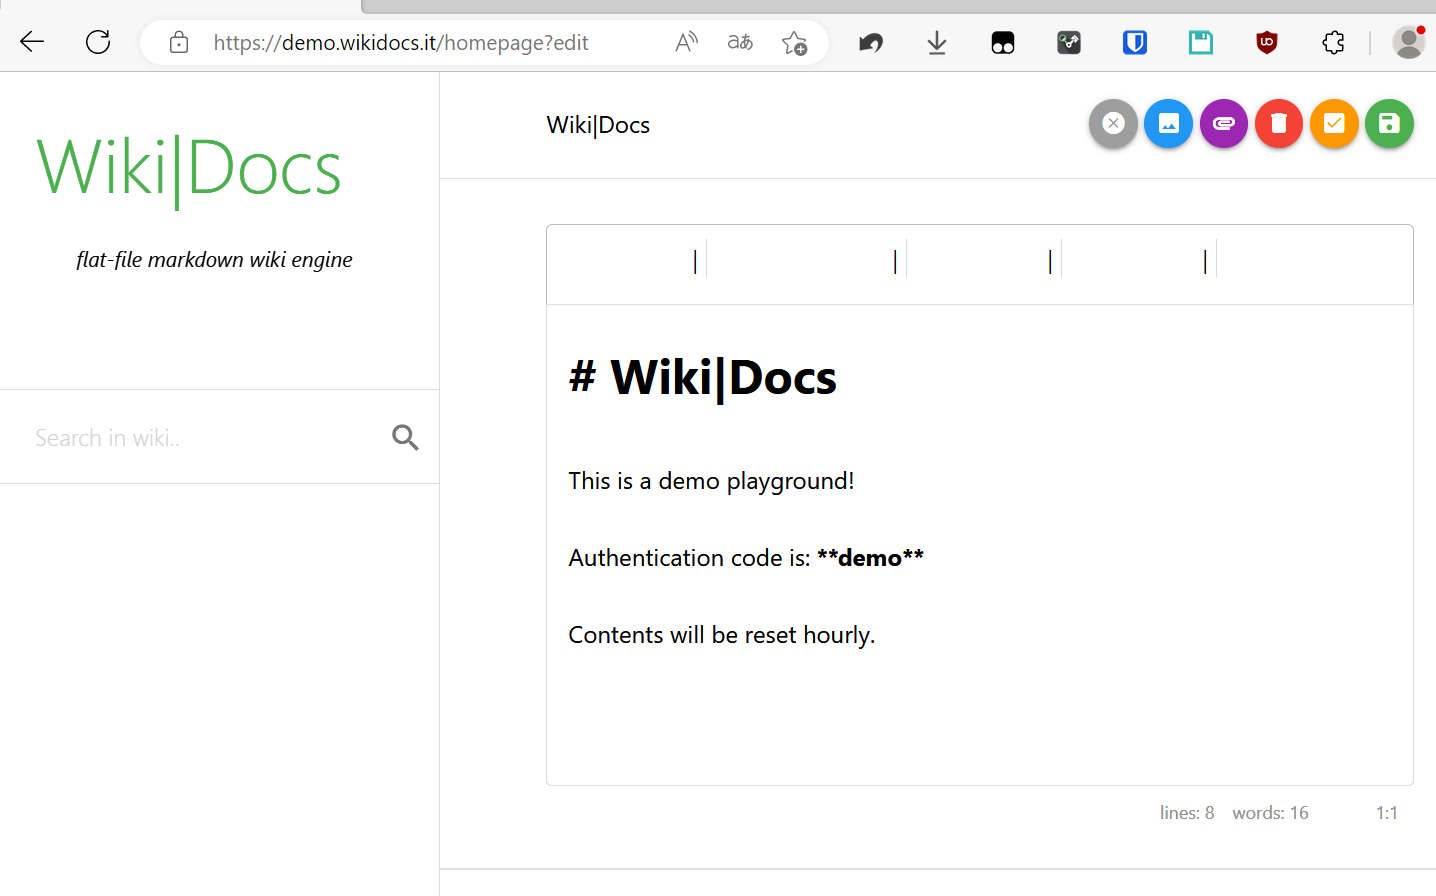 https://demo.wikidocs.it/homepage?edit
Wiki|Docs
flat-file markdown wiki engine
Search in wiki..
Wiki|Docs
| | | |
# Wiki|Docs
This is a demo playground!
Authentication code is: **demo**
Contents will be reset hourly.
lines: 8 words: 16 1:1